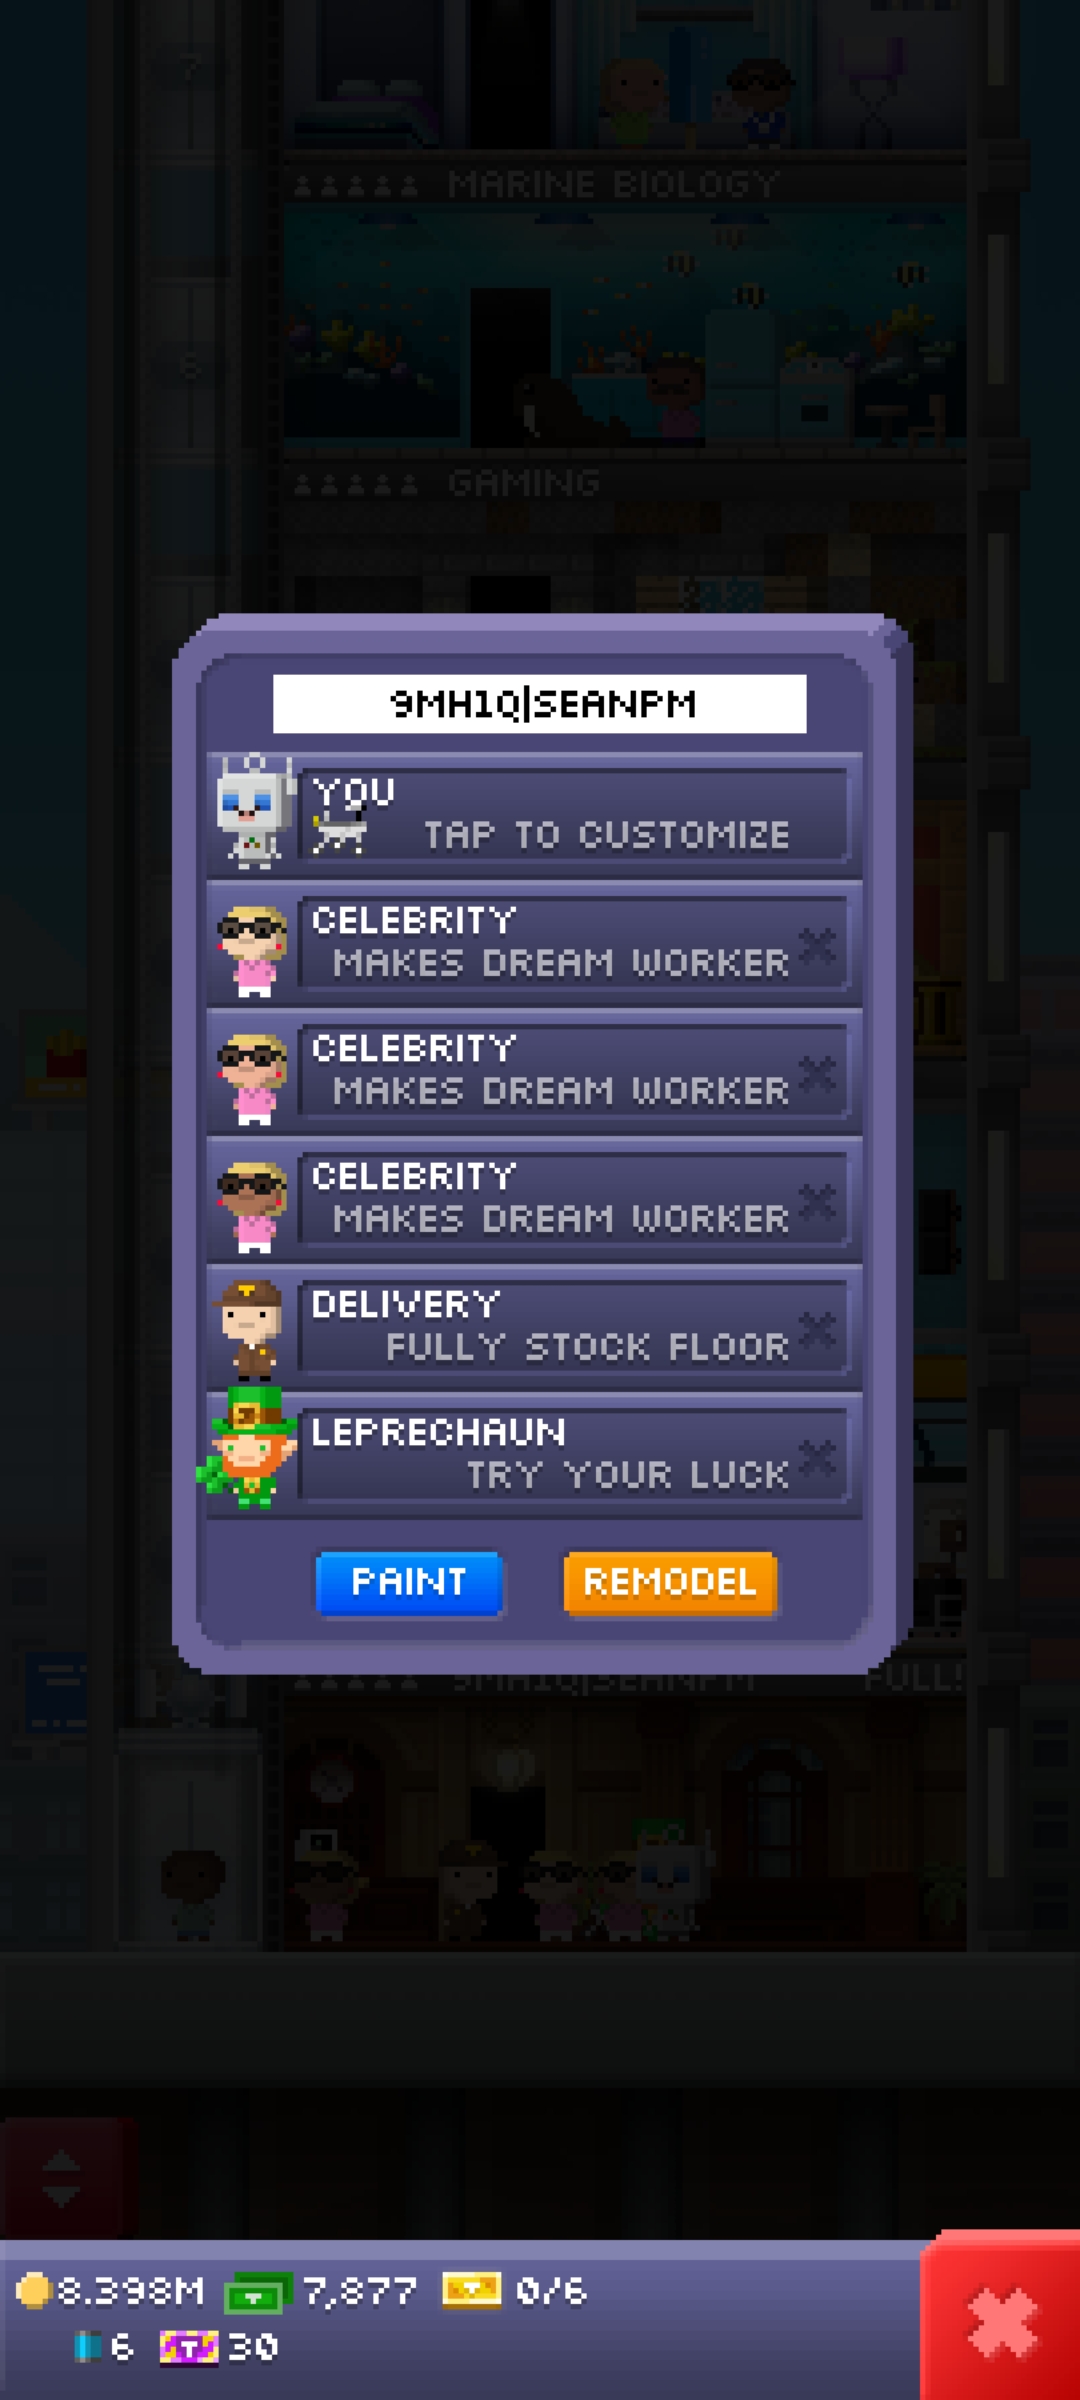 7
MARINE BIOLOGY
6
GAMING
9MH1Q|SEANPM
YOU
TAP TO CUSTOMIZE
CELEBRITY
MAKES DREAM WORKER
CELEBRITY
MAKES DREAM WORKER
CELEBRITY
MAKES DREAM WORKER
DELIVERY
FULLY STOCK FLOOR
LEPRECHAUN
TRY YOUR LUCK
PAINT
REMODEL
9MH1Q|SEANPM FULL!
8.398M 7,877 0/6
6 30